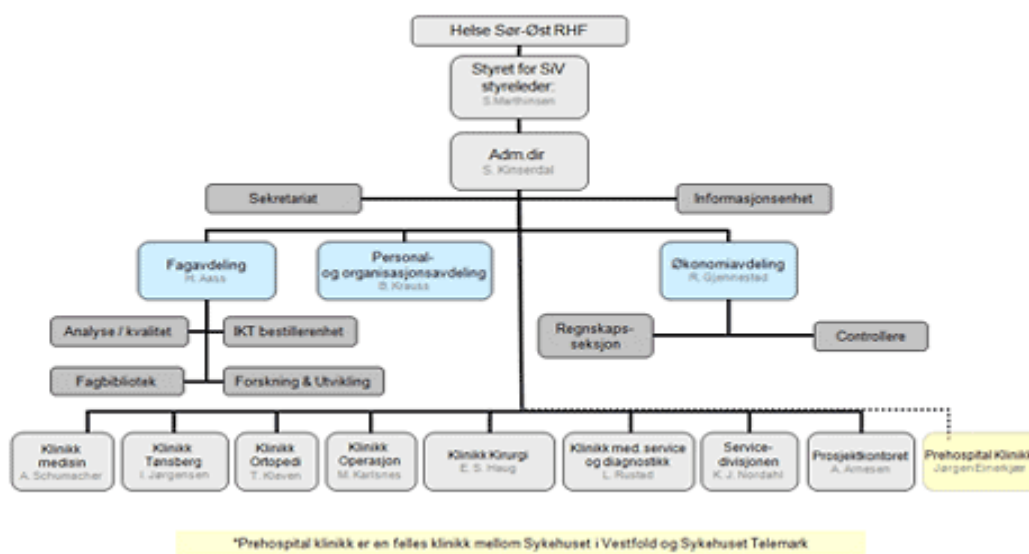 Helse Sør-Øst RHF
Styret for SiV
styreleder:
S.Marthinsen
Adm.dir
S. Kinserdal
Sekretariat
Informasjonsenhet
Fagavdeling
H. Aass
Personal-
og organisasjonsavdeling
B. Krauss
Økonomiavdeling
R. Gjennestad
Analyse / kvalitet
IKT bestillerenhet
Regnskaps-
seksjon
Controllere
Fagbibliotek
Forskning & Utvikling
Klinikk
medisin
A. Schumacher
Klinikk
Tønsberg
I. Jørgensen
Klinikk
Ortopedi
T. Kleven
Klinikk
Operasjon
M. Karlsnes
Klinikk Kirurgi
E. S. Haug
Klinikk med. service
og diagnostikk
L. Rustad
Service-
divisjonen
K. J. Nordahl
Prosjektkontoret
A. Arnesen
Prehospital Klinikk
Jørgen Einerkjær
*Prehospital klinikk er en felles klinikk mellom Sykehuset i Vestfold og Sykehuset Telemark